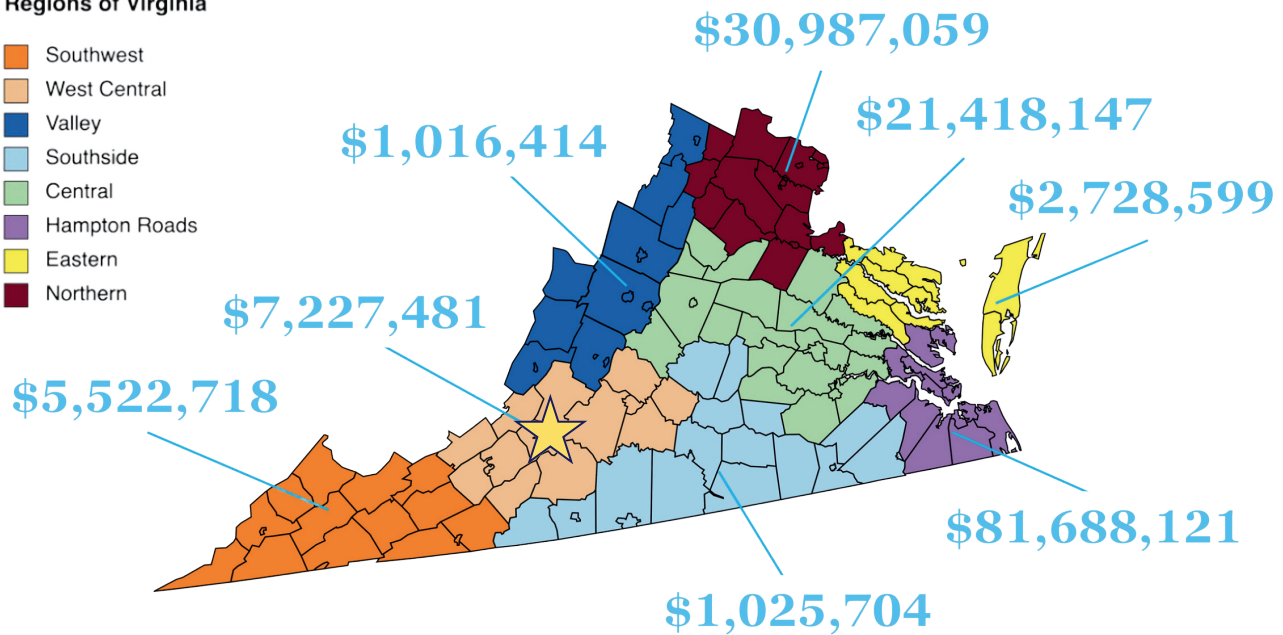 Regions of Virginia
Southwest
West Central
Valley
Southside
Central
Hampton Roads
Eastern
Northern
$30,987,059
$21,418,147
$1,016,414
$2,728,599
$7,227,481
$5,522,718
$81,688,121
$1,025,704